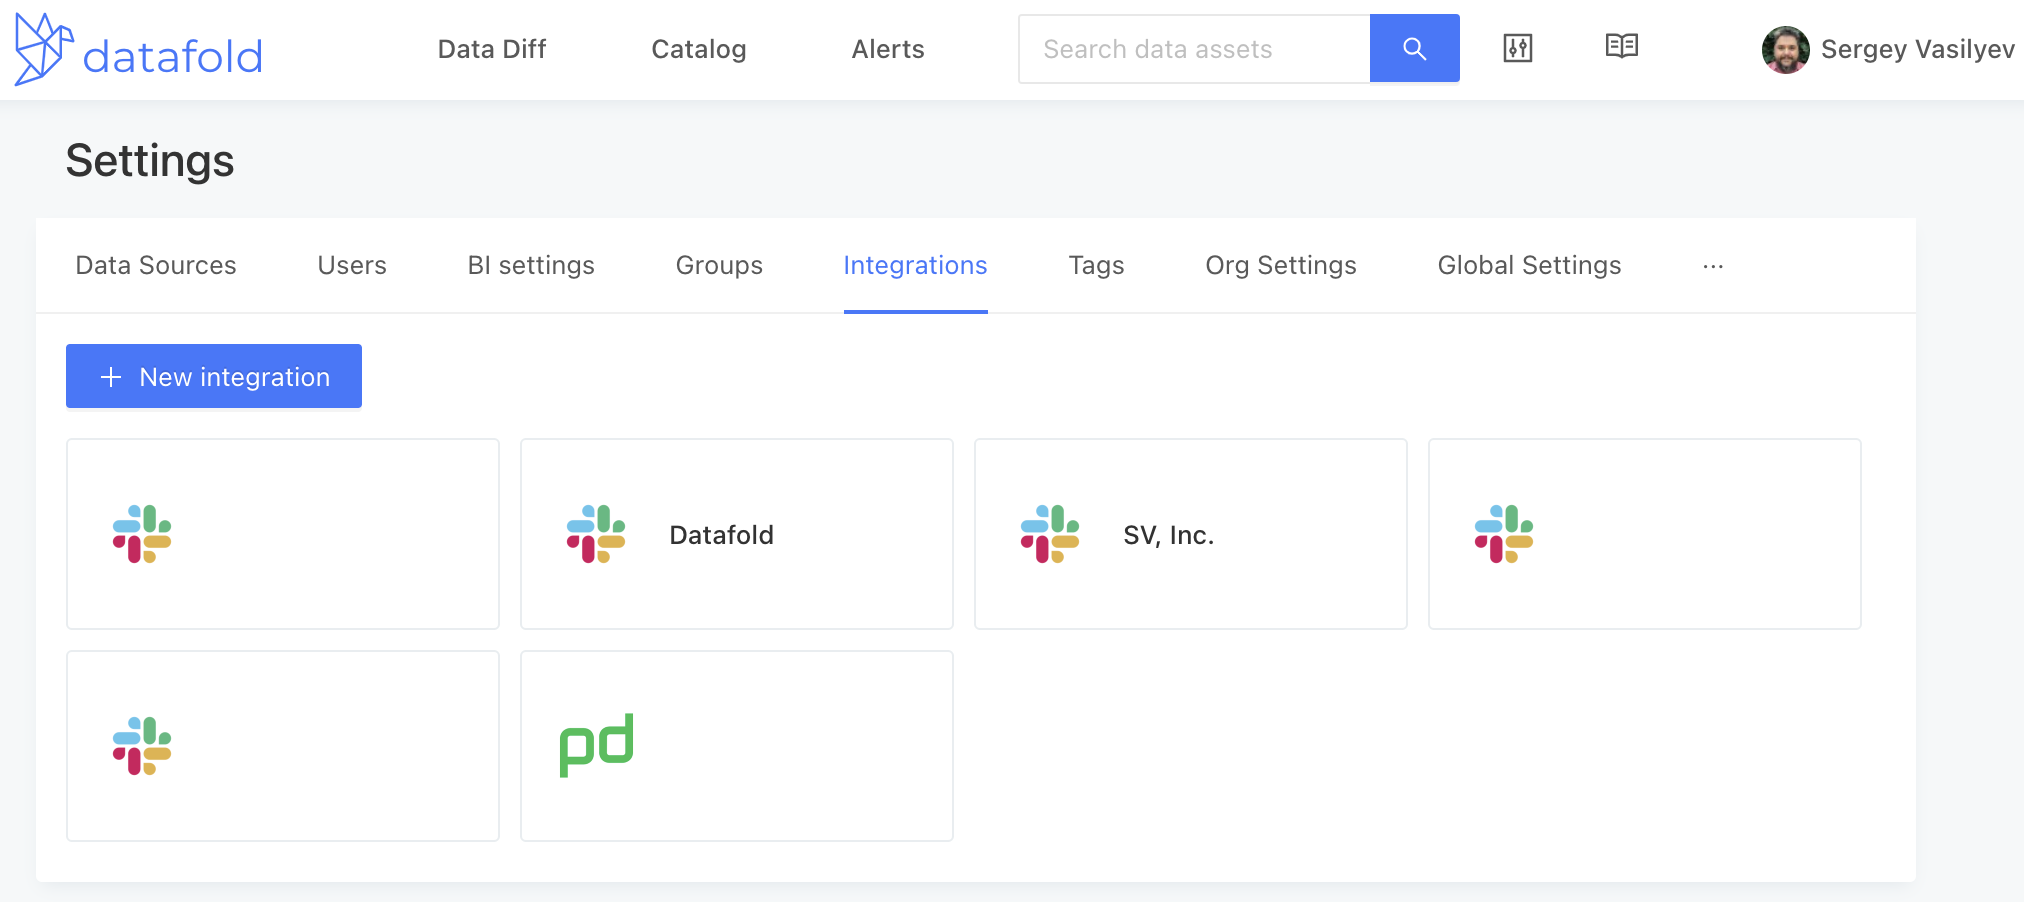 datafold Data Diff Catalog Alerts Search data assets Sergey Vasilyev
Settings
Data Sources Users BI settings Groups Integrations Tags Org Settings Global Settings ...
+ New integration
Datafold SV, Inc.
pd